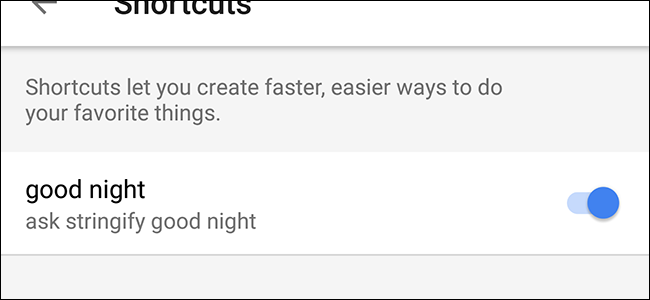 Shortcuts
Shortcuts let you create faster, easier ways to do
your favorite things.
good night
ask stringify good night